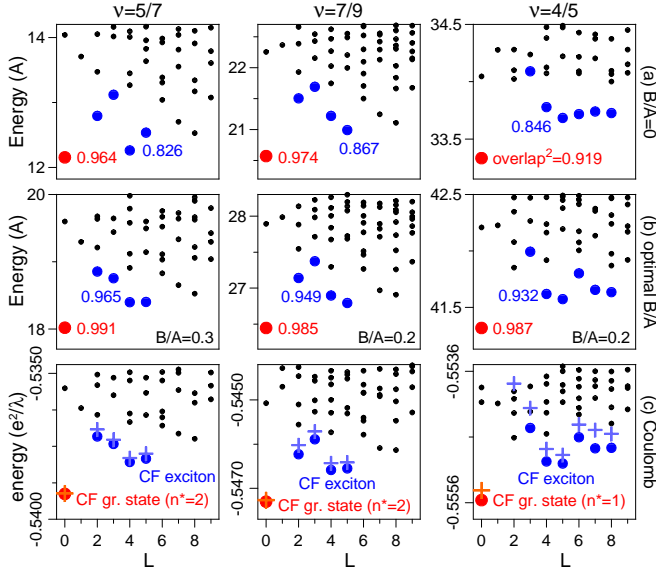 ν=5/7 ν=7/9 ν=4/5
14 22 34.5
Energy (A)
0.964 0.826 0.974 0.867 0.846 overlap²=0.919
12 21 33.5
(a) B/A=0
20 28 42.5
Energy (A)
0.965 0.949 0.932
0.991 0.985 0.987
18 27 41.5
B/A=0.3 B/A=0.2 B/A=0.2
(b) optimal B/A
-0.5350 -0.5450 -0.5536
energy (e²/λ)
CF exciton CF exciton CF exciton
CF gr. state (n*=2) CF gr. state (n*=2) CF gr. state (n*=1)
-0.5400 -0.5470 -0.5556
(c) Coulomb
0 2 4 6 8 0 2 4 6 8 0 2 4 6 8
L L L